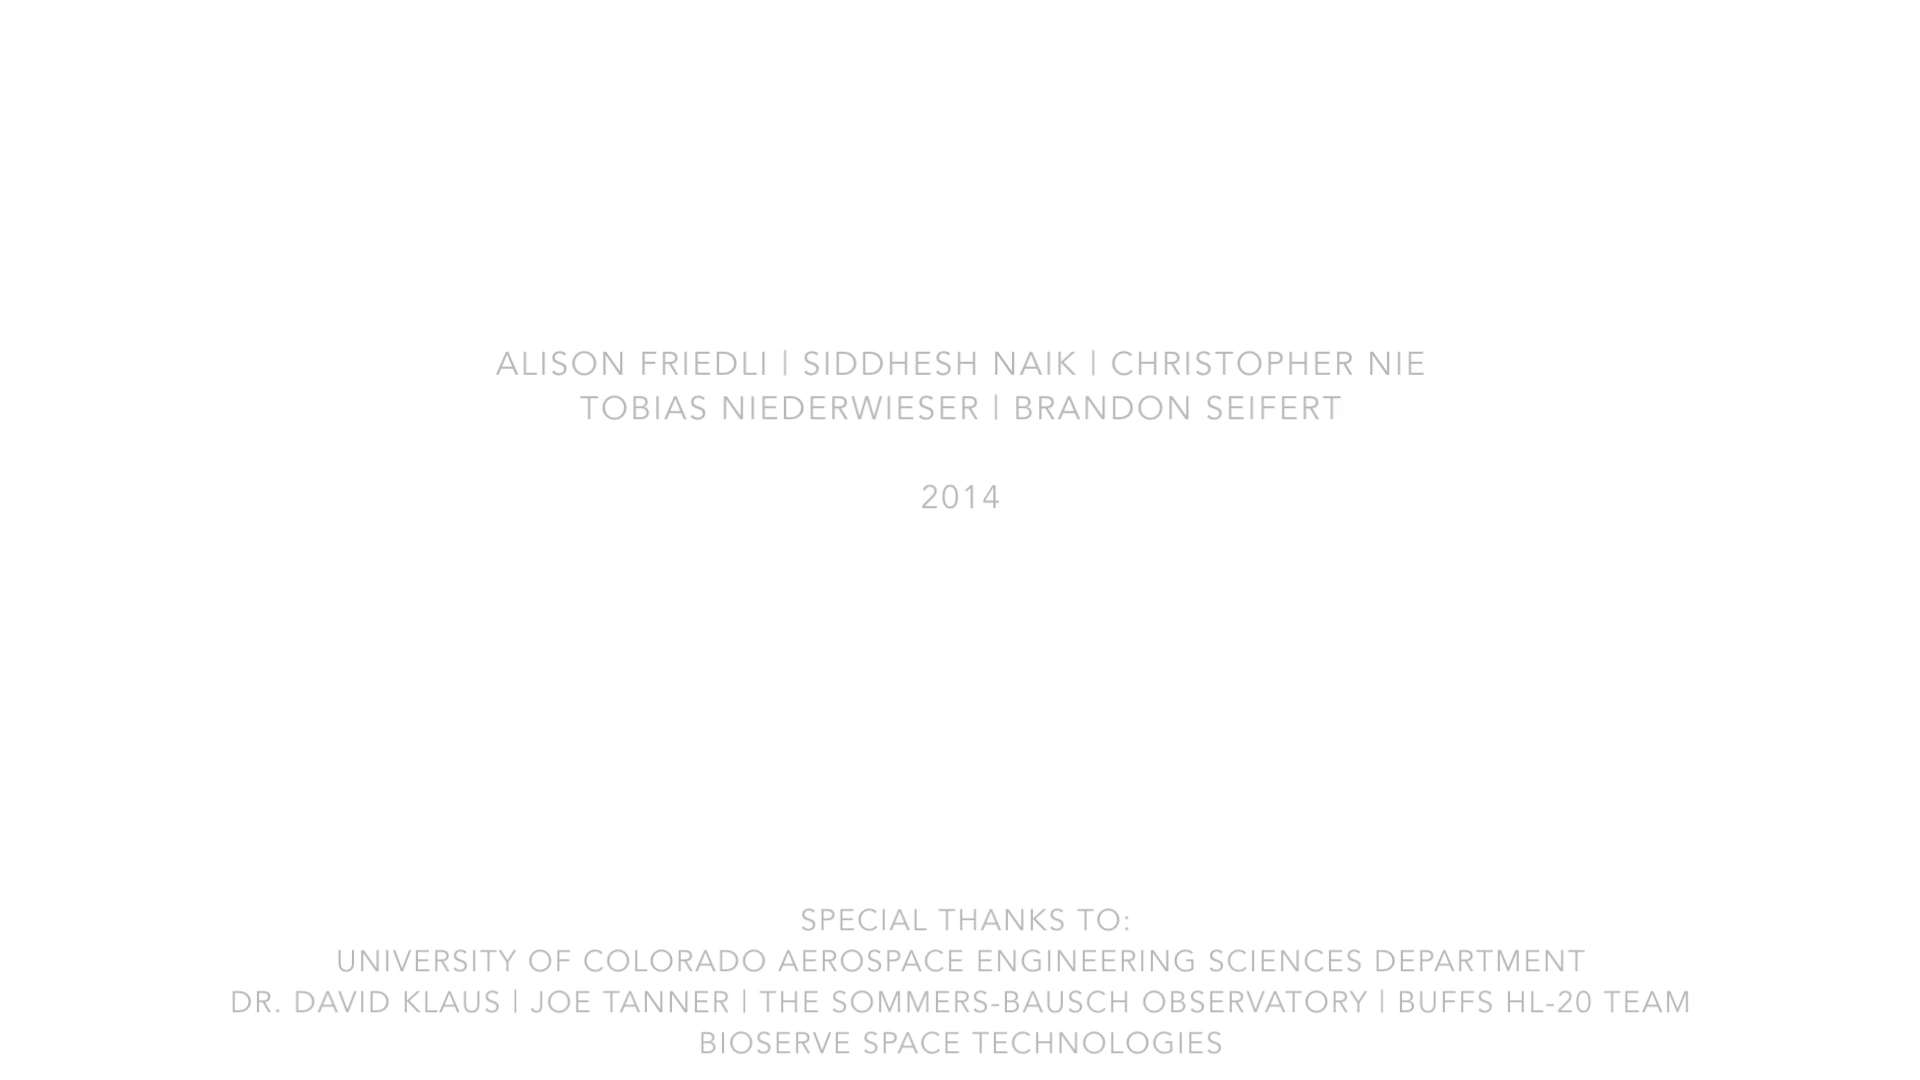 ALISON FRIEDLI | SIDDHESH NAIK | CHRISTOPHER NIE
TOBIAS NIEDERWIESER | BRANDON SEIFERT
2014
SPECIAL THANKS TO:
UNIVERSITY OF COLORADO AEROSPACE ENGINEERING SCIENCES DEPARTMENT
DR. DAVID KLAUS | JOE TANNER | THE SOMMERS-BAUSCH OBSERVATORY | BUFFS HL-20 TEAM
BIOSERVE SPACE TECHNOLOGIES